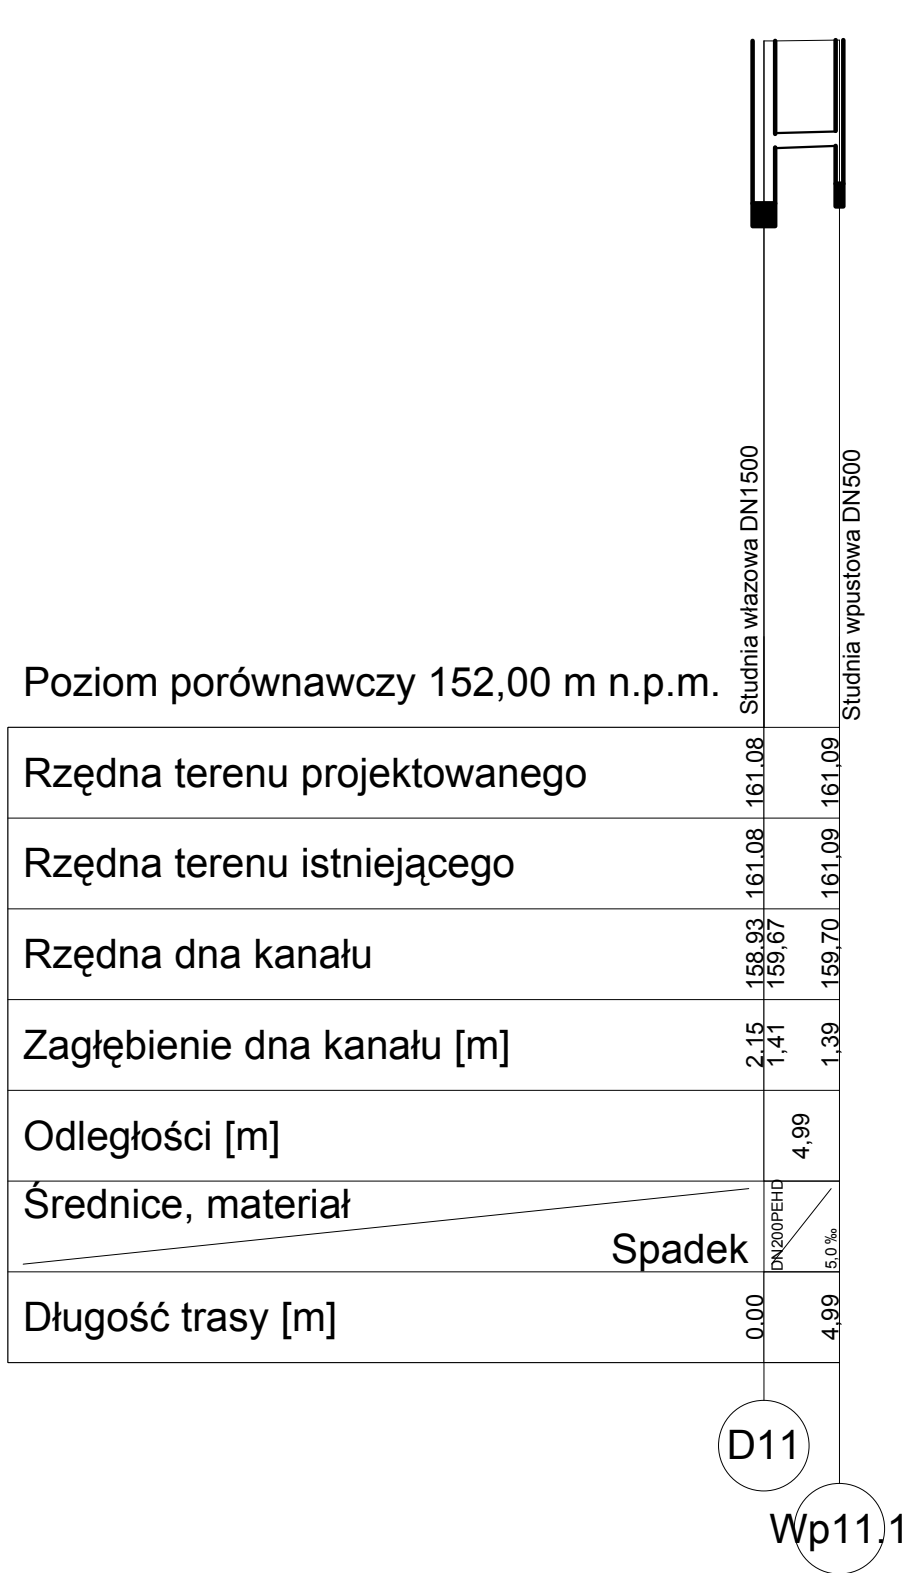 Studnia włazowa DN1500
Studnia wpustowa DN500
Poziom porównawczy 152,00 m n.p.m.
Rzędna terenu projektowanego 161.08 161,09
Rzędna terenu istniejącego 161.08 161,09
Rzędna dna kanału 158.93 159,67 159,70
Zagłębienie dna kanału [m] 2.15 1,41 1,39
Odległości [m] 4,99
Średnice, materiał DN200PEHD
Spadek 5,0 ‰
Długość trasy [m] 0.00 4,99
D11
Wp11.1